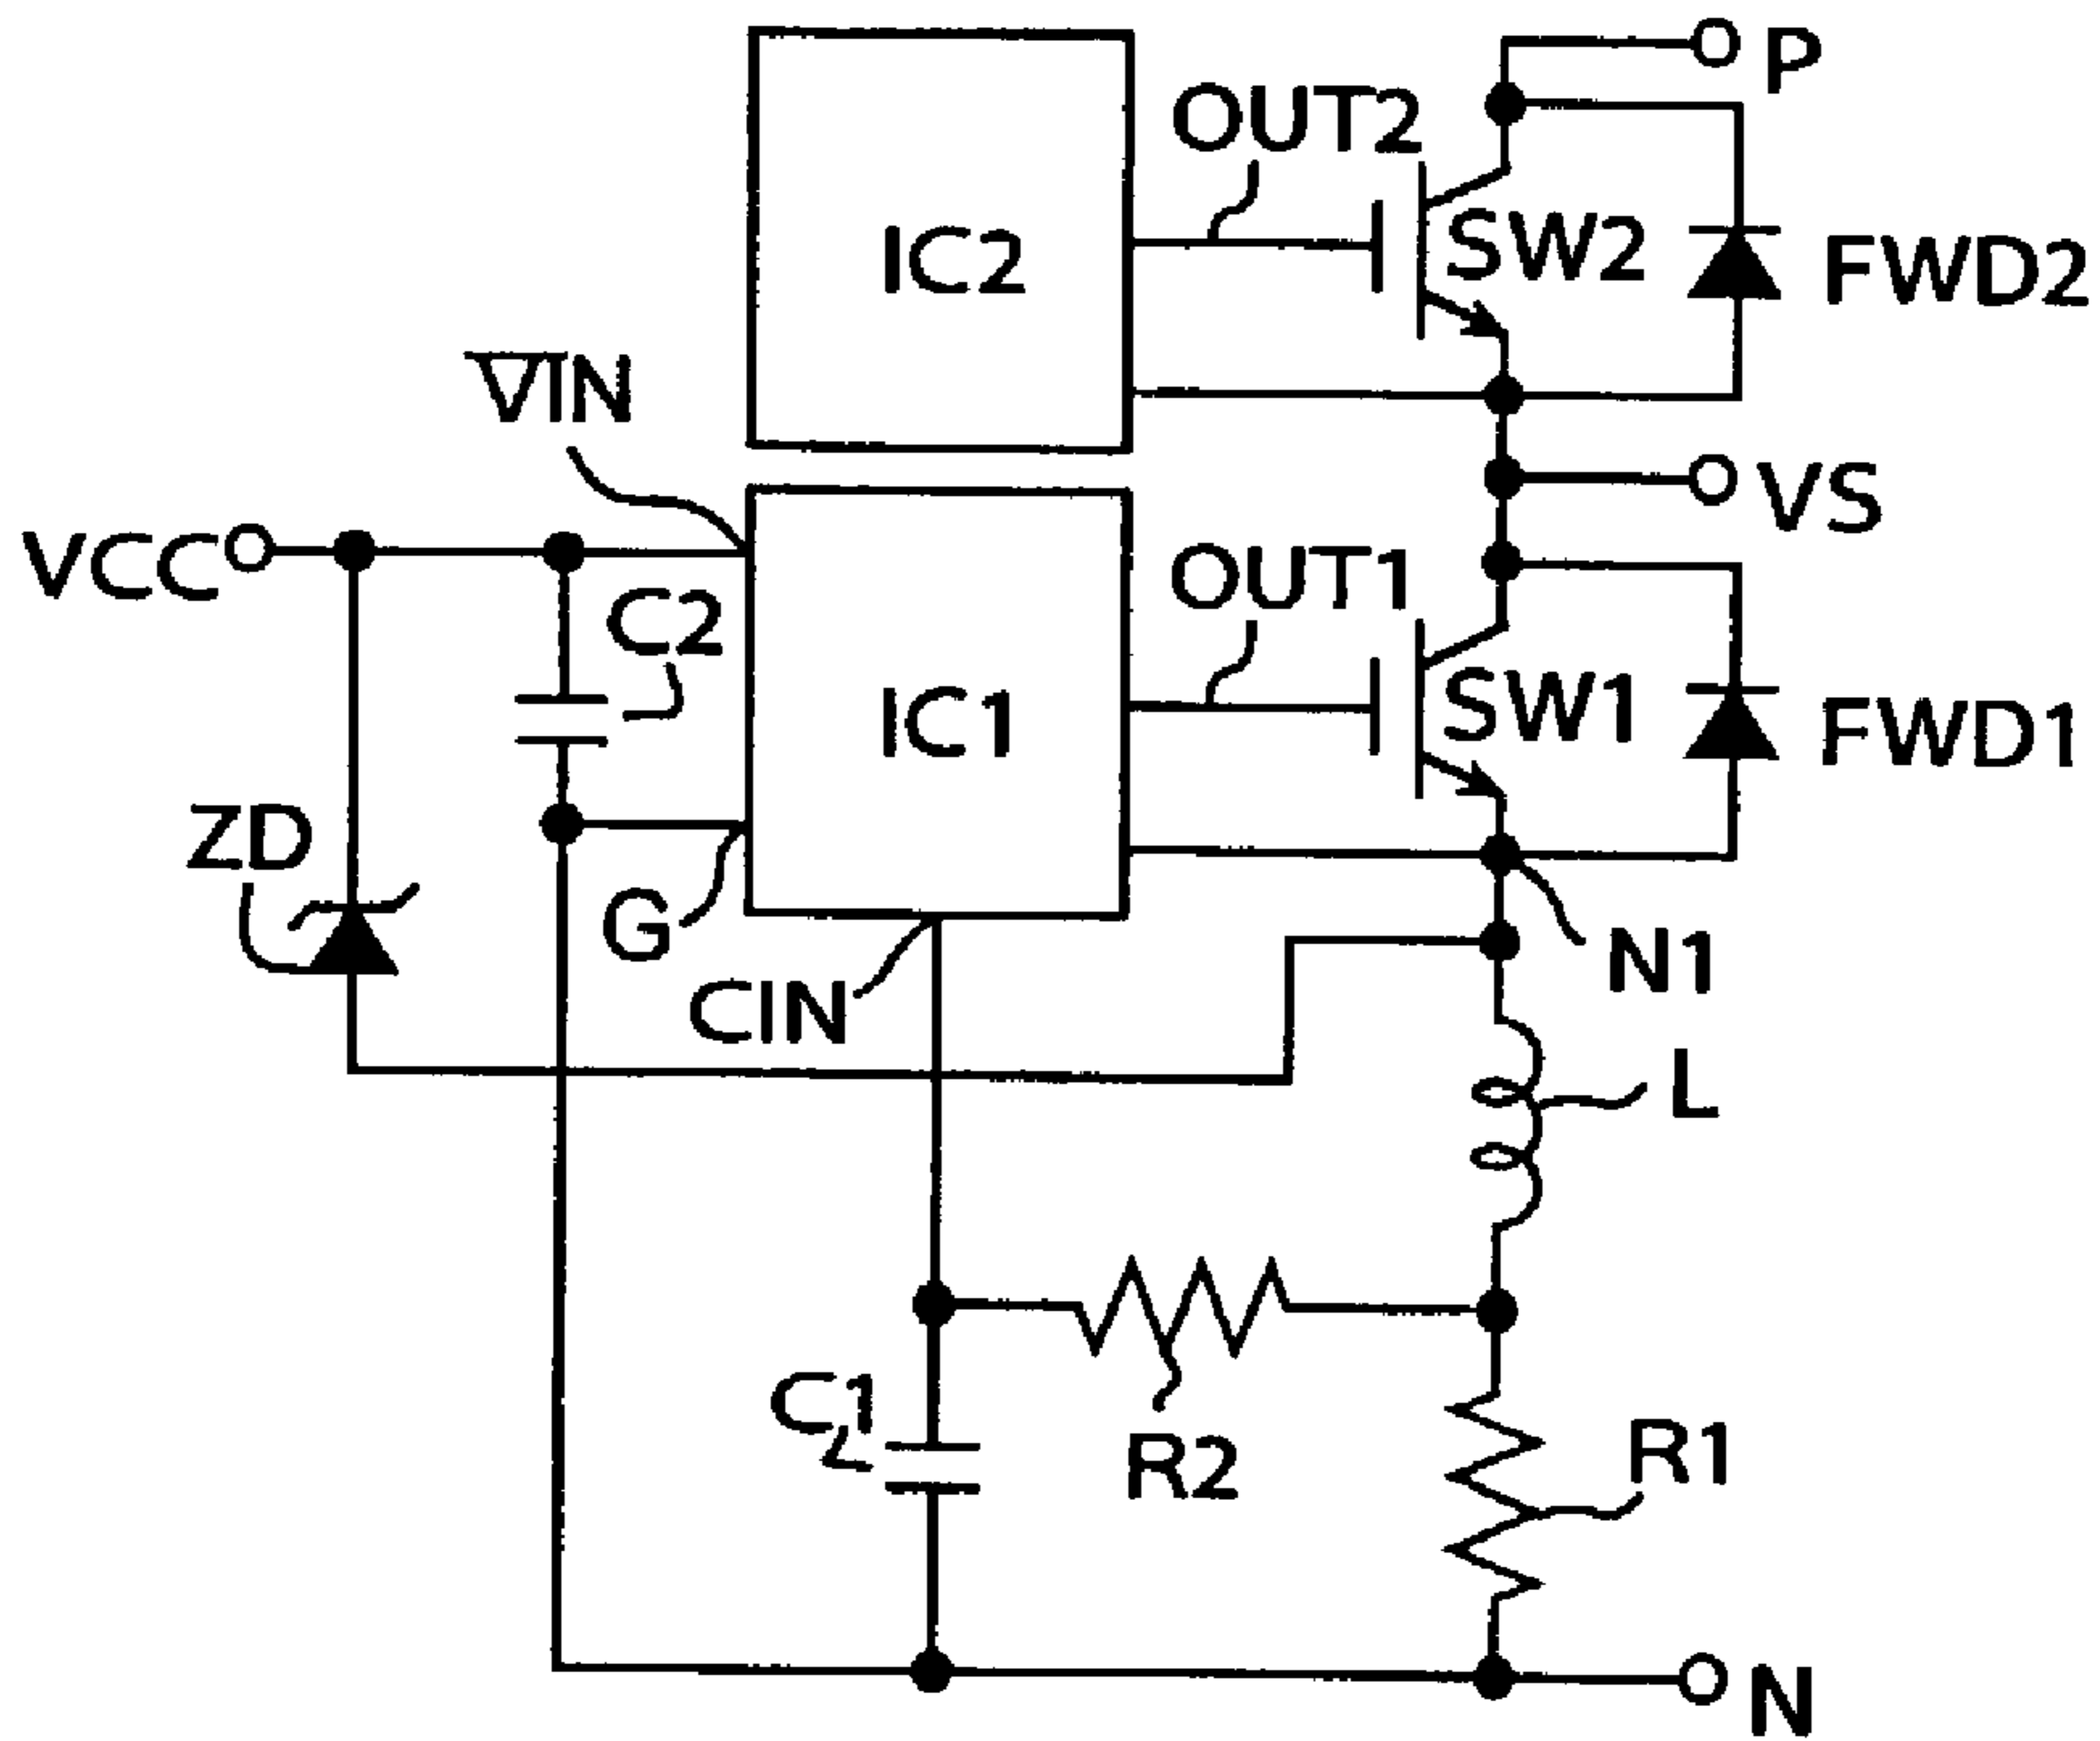 P
OUT2
SW2
IC2
FWD2
VIN
VS
VCC
OUT1
C2
SW1
IC1
FWD1
ZD
G
N1
CIN
L
C1
R1
R2
N